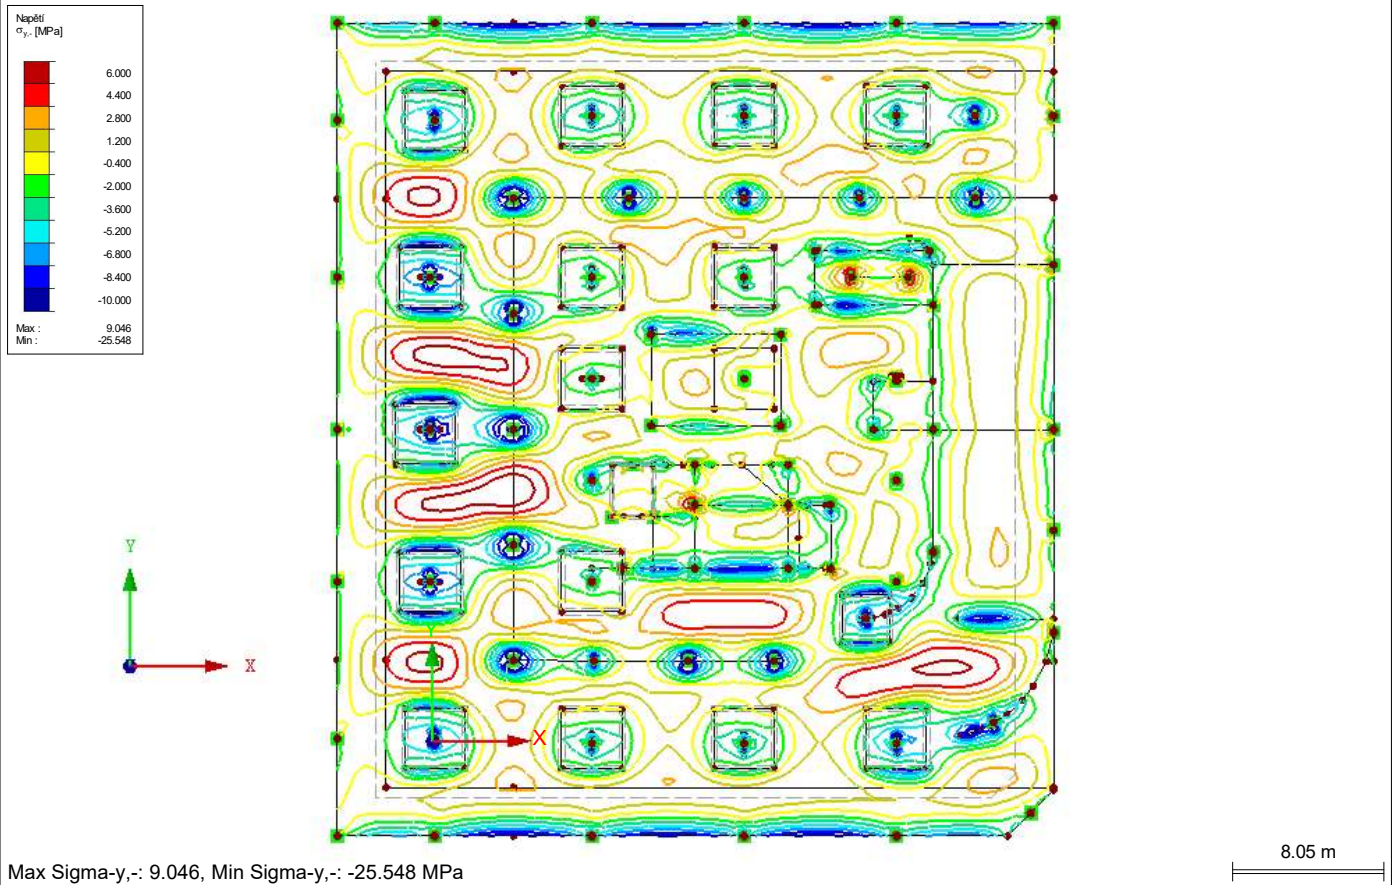 Napětí
σy,- [MPa]
6.000
4.400
2.800
1.200
-0.400
-2.000
-3.600
-5.200
-6.800
-8.400
-10.000
Max : 9.046
Min : -25.548
Y
X
Y
X
8.05 m
Max Sigma-y,-: 9.046, Min Sigma-y,-: -25.548 MPa